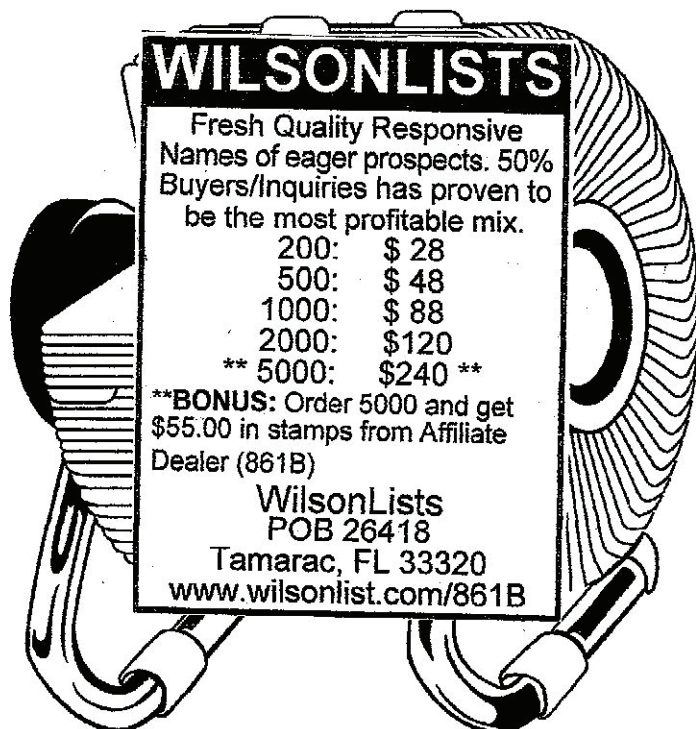 WILSONLISTS
Fresh Quality Responsive
Names of eager prospects. 50%
Buyers/Inquiries has proven to
be the most profitable mix.
200: $ 28
500: $ 48
1000: $ 88
2000: $120
** 5000: $240 **
**BONUS: Order 5000 and get
$55.00 in stamps from Affiliate
Dealer (861B)
WilsonLists
POB 26418
Tamarac, FL 33320
www.wilsonlist.com/861B